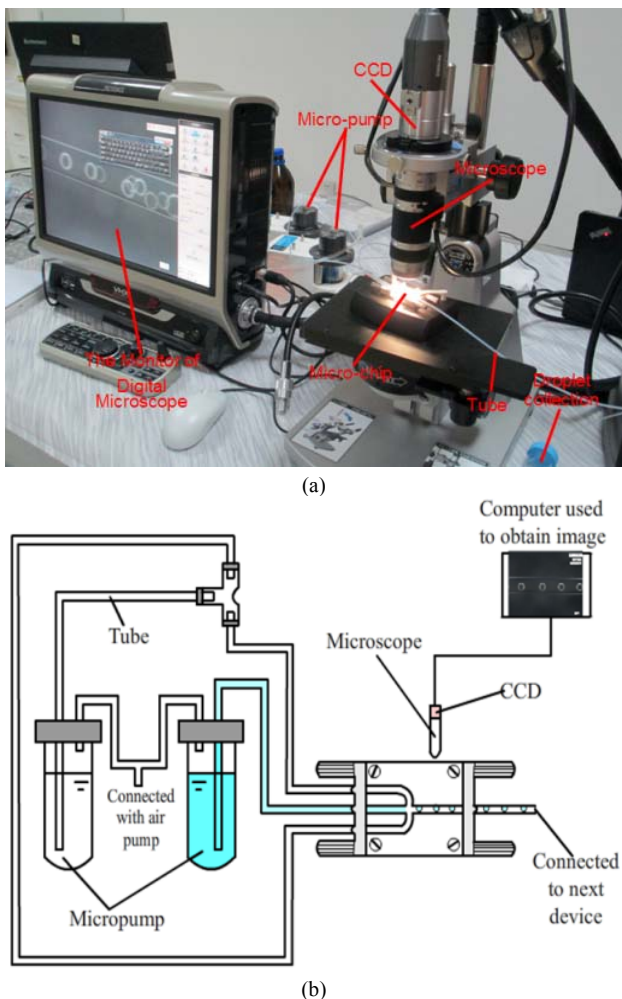 CCD
Micro-pump
Microscope
The Monitor of
Digital
Microscope
Micro-chip
Tube
Droplet
collection
(a)
Computer used
to obtain image
Tube
Microscope
CCD
Connected
with air
pump
Micropump
Connected
to next
device
(b)